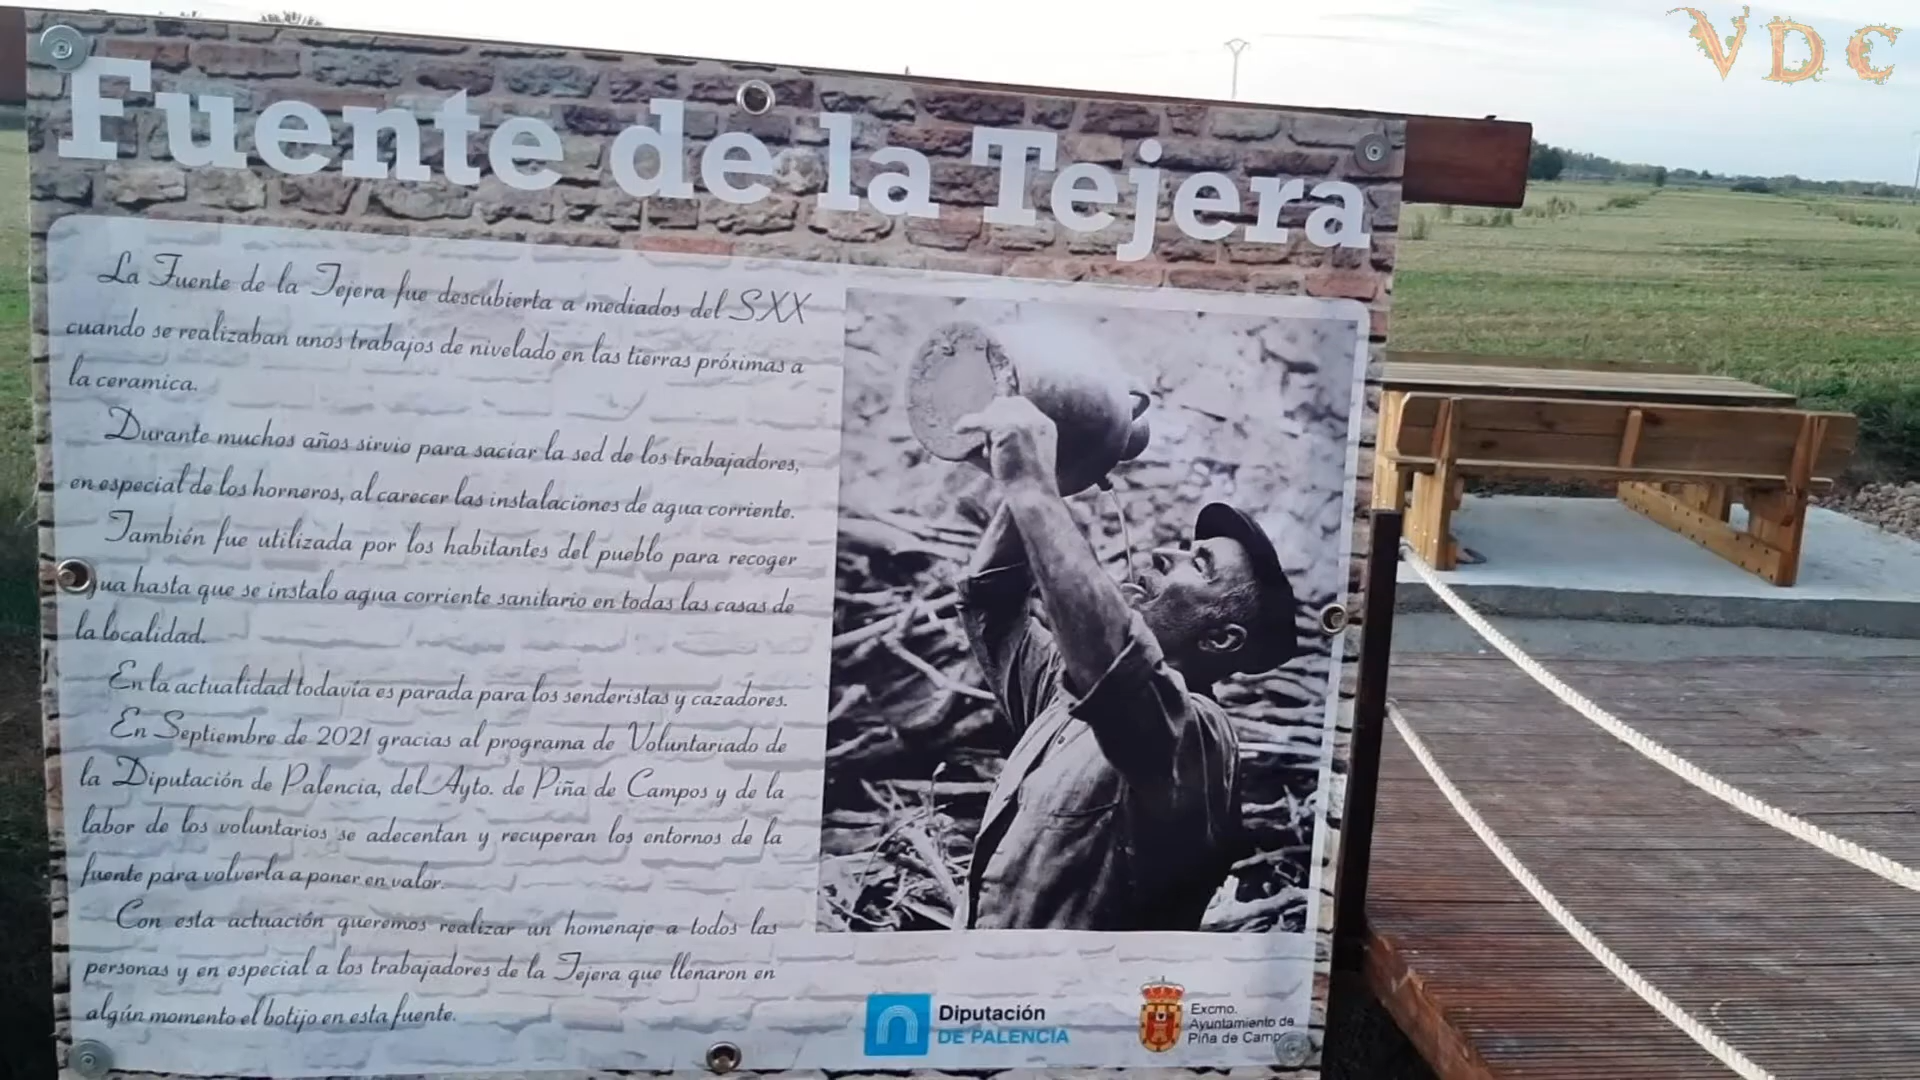 VDC
Fuente de la Tejera
La Fuente de la Tejera fue descubierta a mediados del SXX
cuando se realizaban unos trabajos de nivelado en las tierras próximas a
la ceramica.
Durante muchos años sirvio para saciar la sed de los trabajadores,
en especial de los horneros, al carecer las instalaciones de agua corriente.
También fue utilizada por los habitantes del pueblo para recoger
gua hasta que se instalo agua corriente sanitario en todas las casas de
la localidad.
En la actualidad todavía es parada para los senderistas y cazadores.
En Septiembre de 2021 gracias al programa de Voluntariado de
la Diputación de Palencia, del Ayto. de Piña de Campos y de la
labor de los voluntarios se adecentan y recuperan los entornos de la
fuente para volverla a poner en valor.
Con esta actuación queremos realizar un homenaje a todos las
personas y en especial a los trabajadores de la Tejera que llenaron en
algún momento el botijo en esta fuente.
Diputación
DE PALENCIA
Excmo.
Ayuntamiento de
Piña de Camp